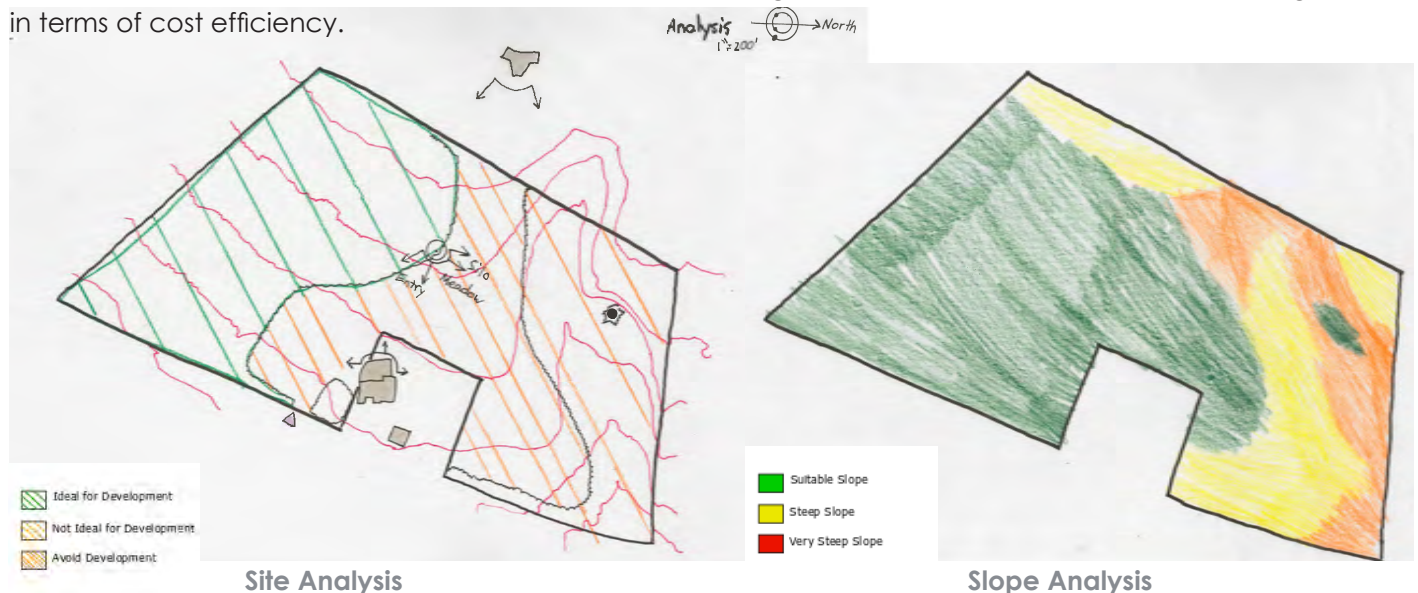 in terms of cost efficiency.
Analysis
1"=200'
North
Silo
Entry
Meadow
Ideal for Development
Not Ideal for Development
Avoid Development
Suitable Slope
Steep Slope
Very Steep Slope
Site Analysis
Slope Analysis